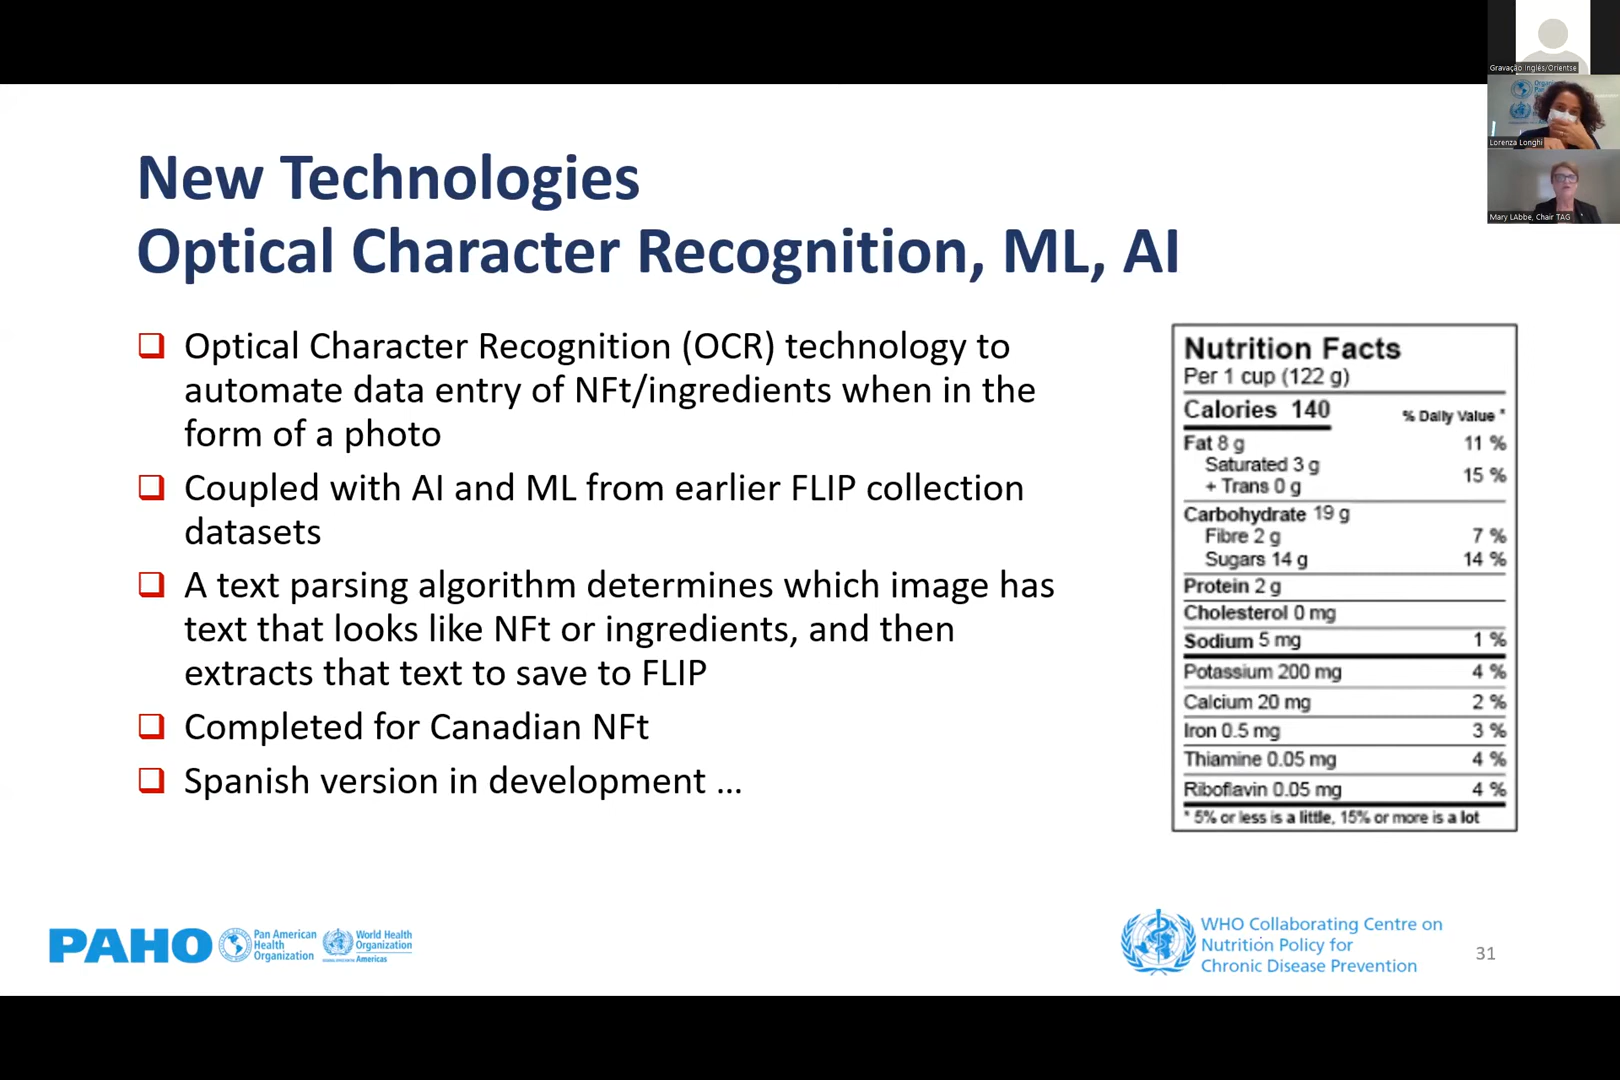 New Technologies
Optical Character Recognition, ML, AI
Optical Character Recognition (OCR) technology to
automate data entry of NFt/ingredients when in the
form of a photo
Coupled with AI and ML from earlier FLIP collection
datasets
A text parsing algorithm determines which image has
text that looks like NFt or ingredients, and then
extracts that text to save to FLIP
Completed for Canadian NFt
Spanish version in development ...
Nutrition Facts
Per 1 cup (122 g)
Calories 140
% Daily Value *
Fat 8 g 11 %
Saturated 3 g
+ Trans 0 g
15 %
Carbohydrate 19 g
Fibre 2 g 7 %
Sugars 14 g 14 %
Protein 2 g
Cholesterol 0 mg
Sodium 5 mg 1 %
Potassium 200 mg 4 %
Calcium 20 mg 2 %
Iron 0.5 mg 3 %
Thiamine 0.05 mg 4 %
Riboflavin 0.05 mg 4 %
* 5% or less is a little, 15% or more is a lot
PAHO
Pan American
Health
Organization
World Health
Organization
Americas
WHO Collaborating Centre on
Nutrition Policy for
Chronic Disease Prevention
31
Gravação Inglés/Orientse
Lorenza Longhi
Mary LAbbe, Chair TAG